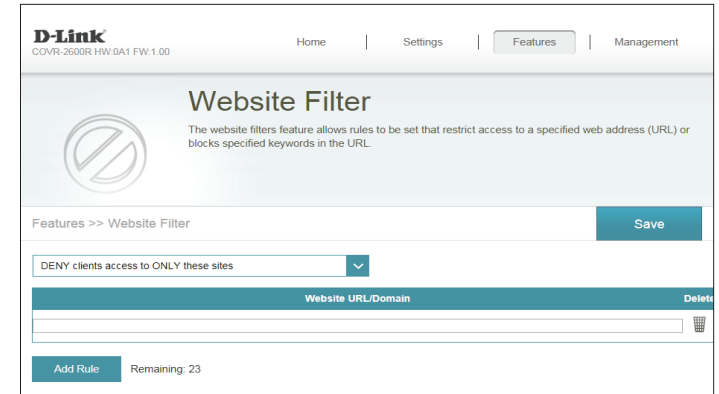 D-Link
COVR-2600R HW:0A1 FW:1.00
Home Settings Features Management
Website Filter
The website filters feature allows rules to be set that restrict access to a specified web address (URL) or
blocks specified keywords in the URL.
Features >> Website Filter
Save
DENY clients access to ONLY these sites
Website URL/Domain Delete
Add Rule Remaining: 23